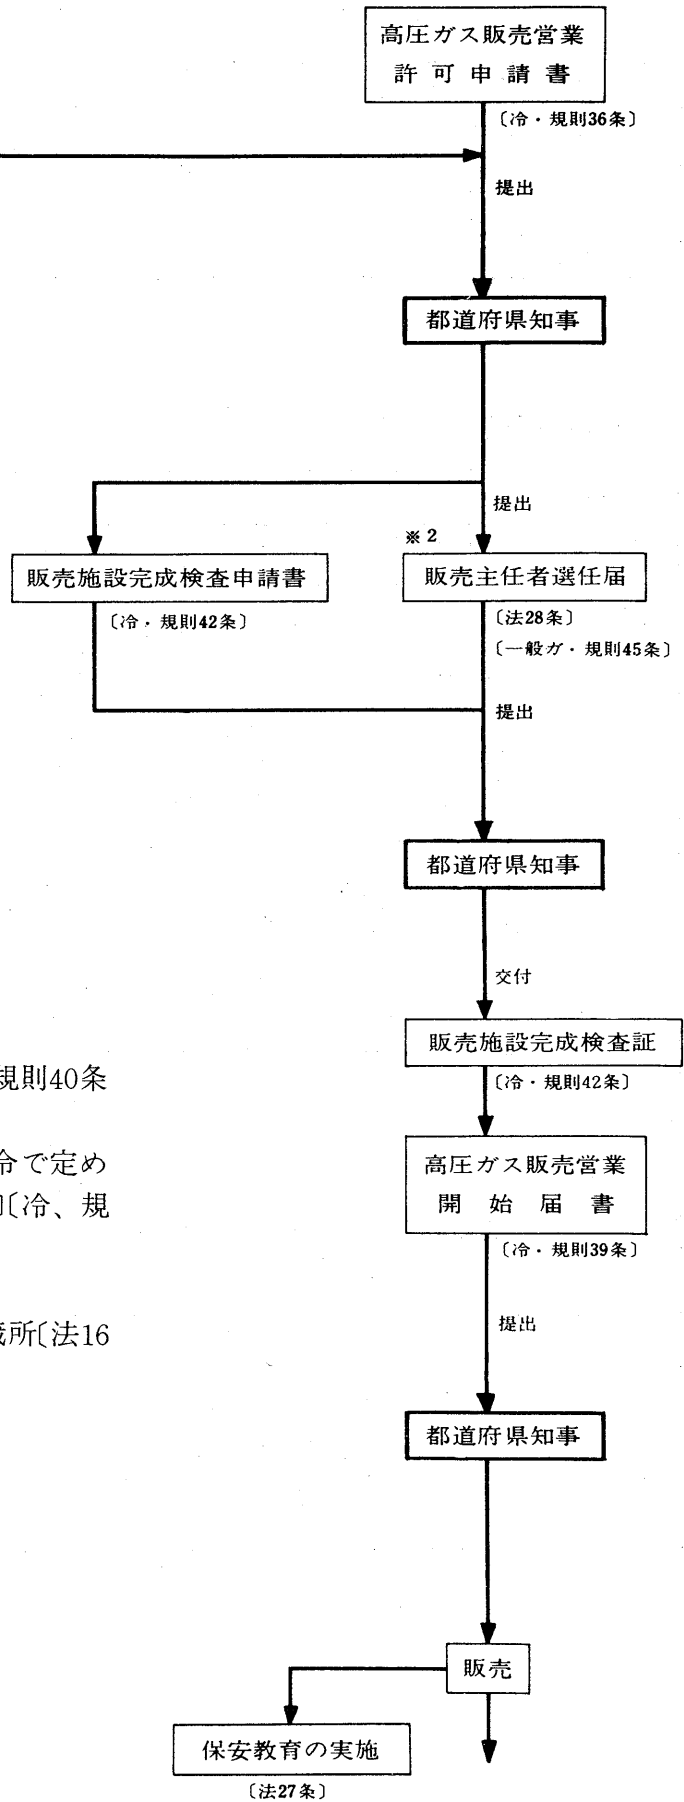 高圧ガス販売営業
許可申請書
〔冷・規則36条〕
提出
都道府県知事
提出
※2
販売施設完成検査申請書
販売主任者選任届
〔冷・規則42条〕
〔法28条〕
〔一般ガ・規則45条〕
提出
都道府県知事
交付
販売施設完成検査証
〔冷・規則42条〕
規則40条
高圧ガス販売営業
開始届書
令で定め
〔冷、規
〔冷・規則39条〕
提出
蔵所〔法16
都道府県知事
販売
保安教育の実施
〔法27条〕